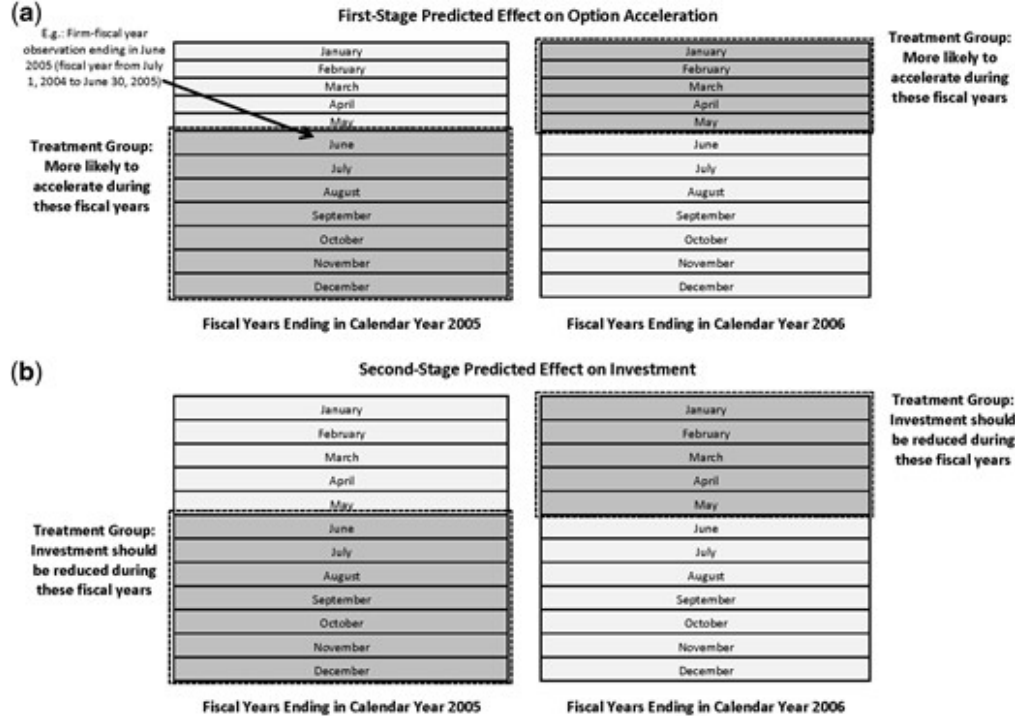 (a)
First-Stage Predicted Effect on Option Acceleration
E.g.: Firm-fiscal year
observation ending in June
2005 (fiscal year from July
1, 2004 to June 30, 2005)
Treatment Group:
More likely to
accelerate during
these fiscal years
January
February
March
April
May
June
July
August
September
October
November
December
Fiscal Years Ending in Calendar Year 2005
January
February
March
April
May
June
July
August
September
October
November
December
Fiscal Years Ending in Calendar Year 2006
Treatment Group:
More likely to
accelerate during
these fiscal years
(b)
Second-Stage Predicted Effect on Investment
Treatment Group:
Investment should
be reduced during
these fiscal years
January
February
March
April
May
June
July
August
September
October
November
December
Fiscal Years Ending in Calendar Year 2005
January
February
March
April
May
June
July
August
September
October
November
December
Fiscal Years Ending in Calendar Year 2006
Treatment Group:
Investment should
be reduced during
these fiscal years